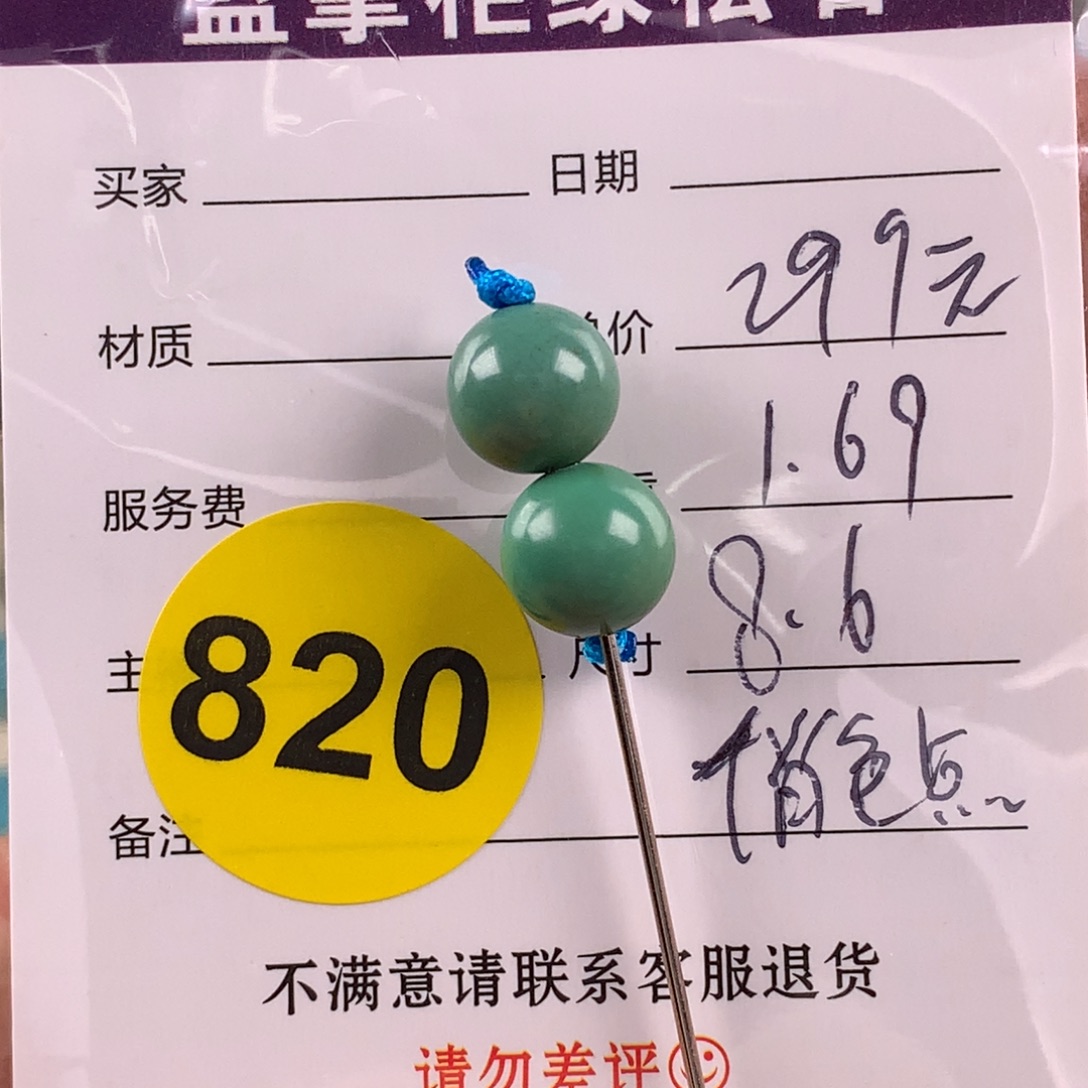 买家 日期
材质 价 299元
服务费 1.69
主 尺寸 8.6
820
俏色点~
备注
不满意请联系客服退货
请勿差评